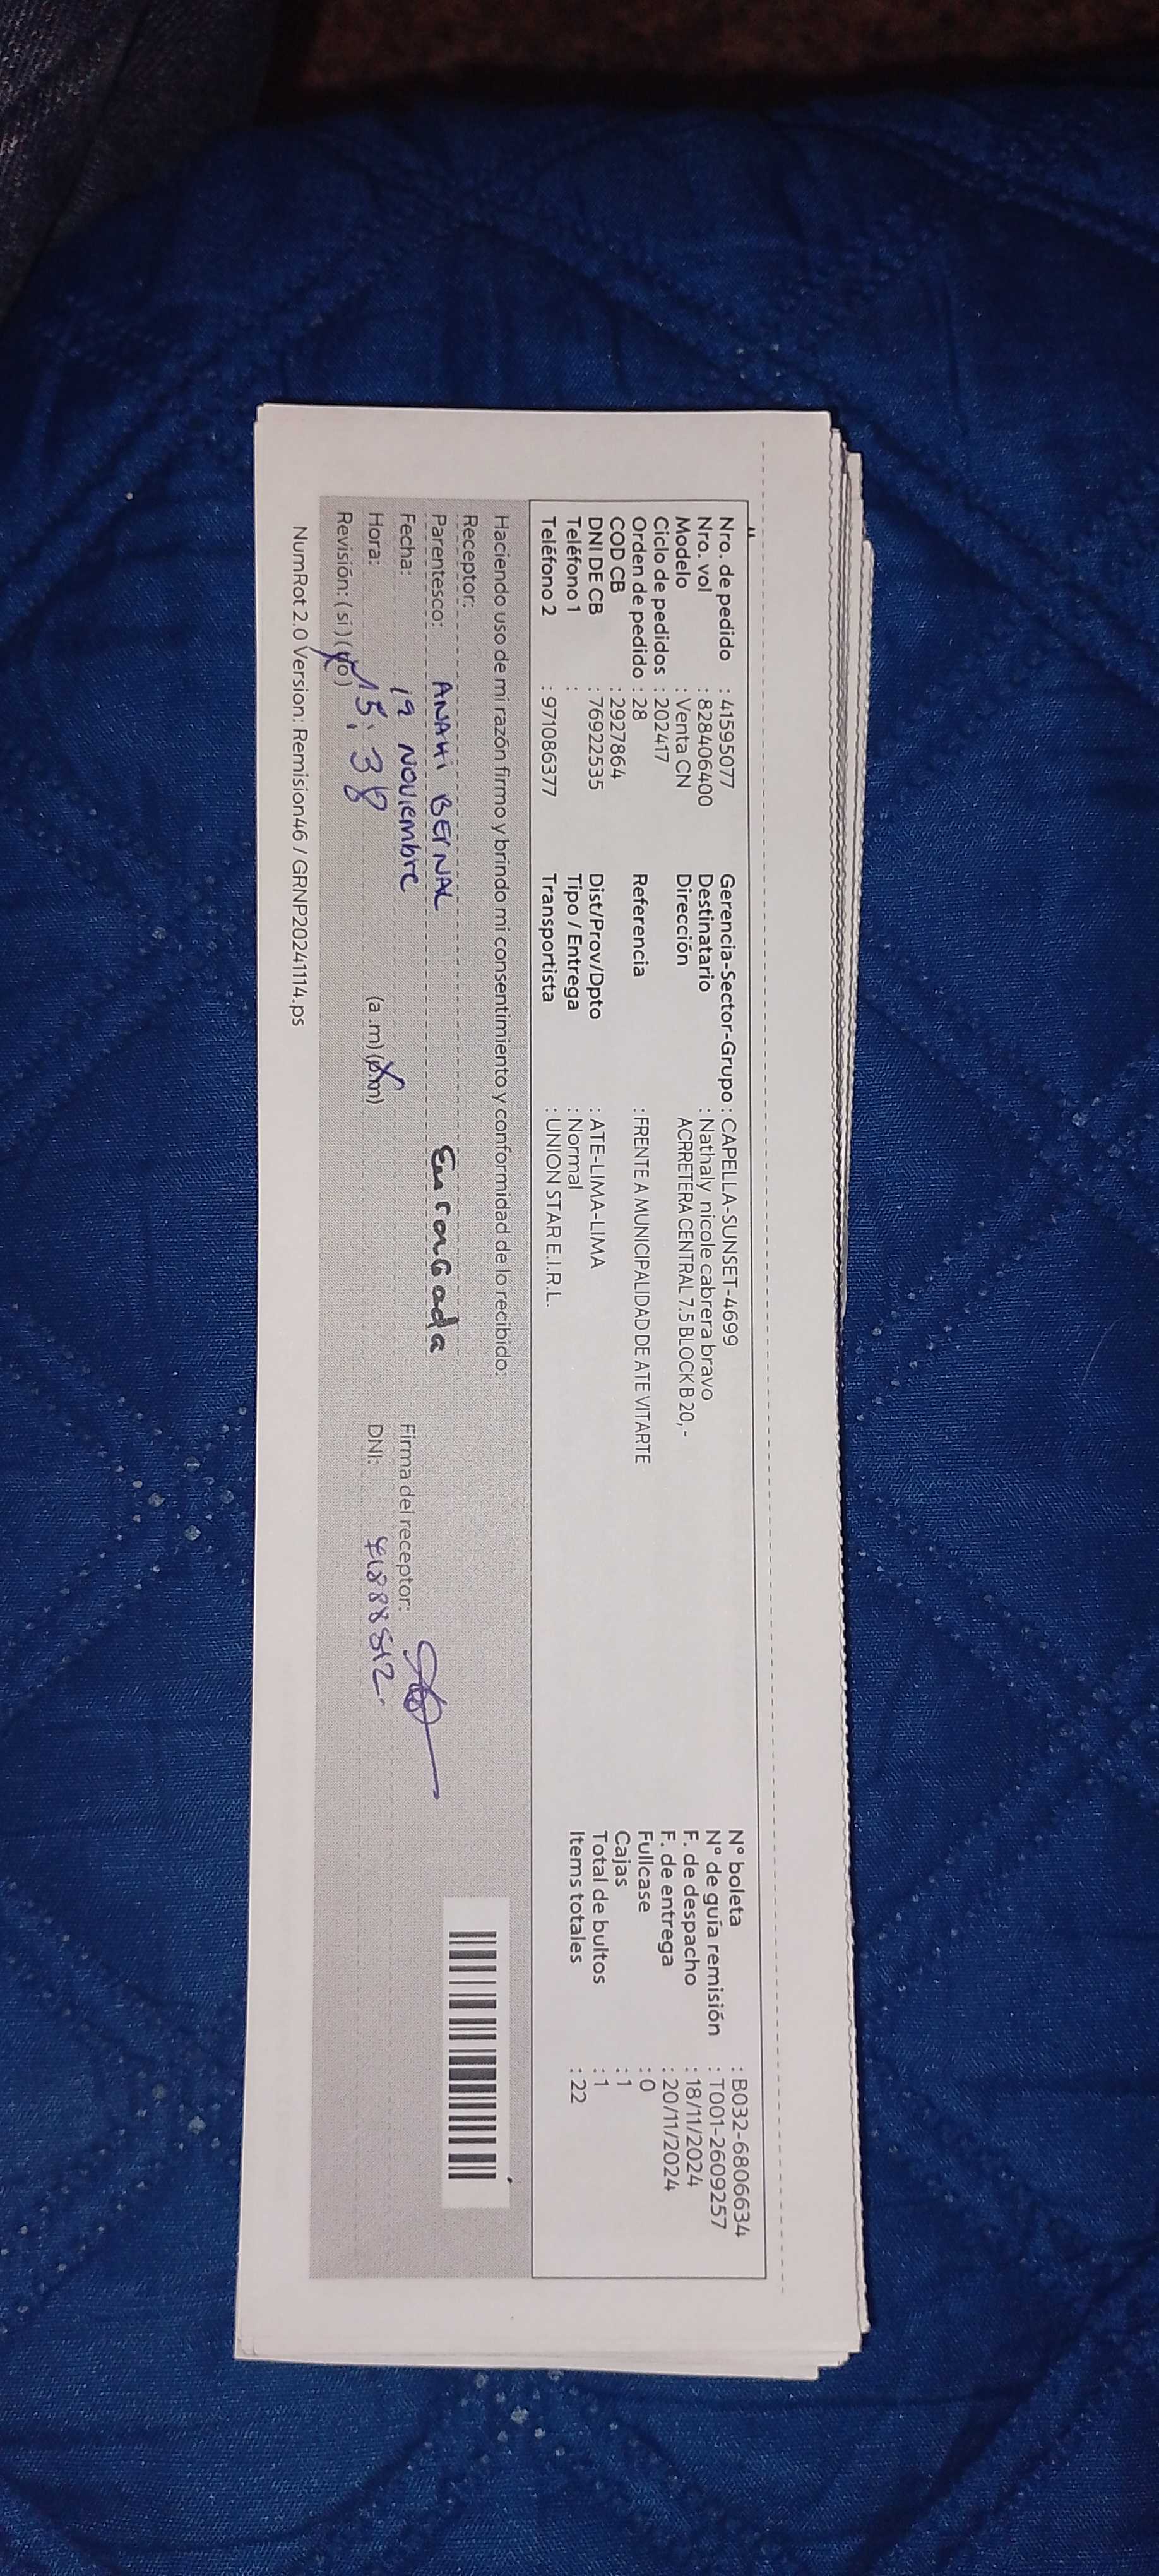 Nro. de pedido : 41595077 Gerencia-Sector-Grupo : CAPELLA-SUNSET-4699 N° boleta : B032-6806634
Nro. vol : 828406400 Destinatario : Nathaly nicole cabrera bravo N° de guía remisión : T001-2609257
Modelo : Venta CN Dirección ACRRETERA CENTRAL 7.5 BLOCK B 20,- F. de despacho : 18/11/2024
Ciclo de pedidos : 202417 F. de entrega : 20/11/2024
Orden de pedido : 28 Referencia : FRENTE A MUNICIPALIDAD DE ATE VITARTE Fullcase : 0
COD CB : 2927864 Cajas : 1
DNI DE CB : 76922535 Dist/Prov/Dpto : ATE-LIMA-LIMA Total de bultos : 1
Teléfono 1 : Tipo / Entrega : Normal Items totales : 22
Teléfono 2 : 971086377 Transportista : UNION STAR E.I.R.L.
Haciendo uso de mi razón firmo y brindo mi consentimiento y conformidad de lo recibido:
Receptor:
Parentesco: ANAHi BERNAL Encargada
Fecha: 19 Noviembre Firma del receptor:
Hora: 15:38 (a.m) (p.m) DNI:
Revisión: (si) (no)
NumRot 2.0 Version: Remision46 / GRNP20241114.ps